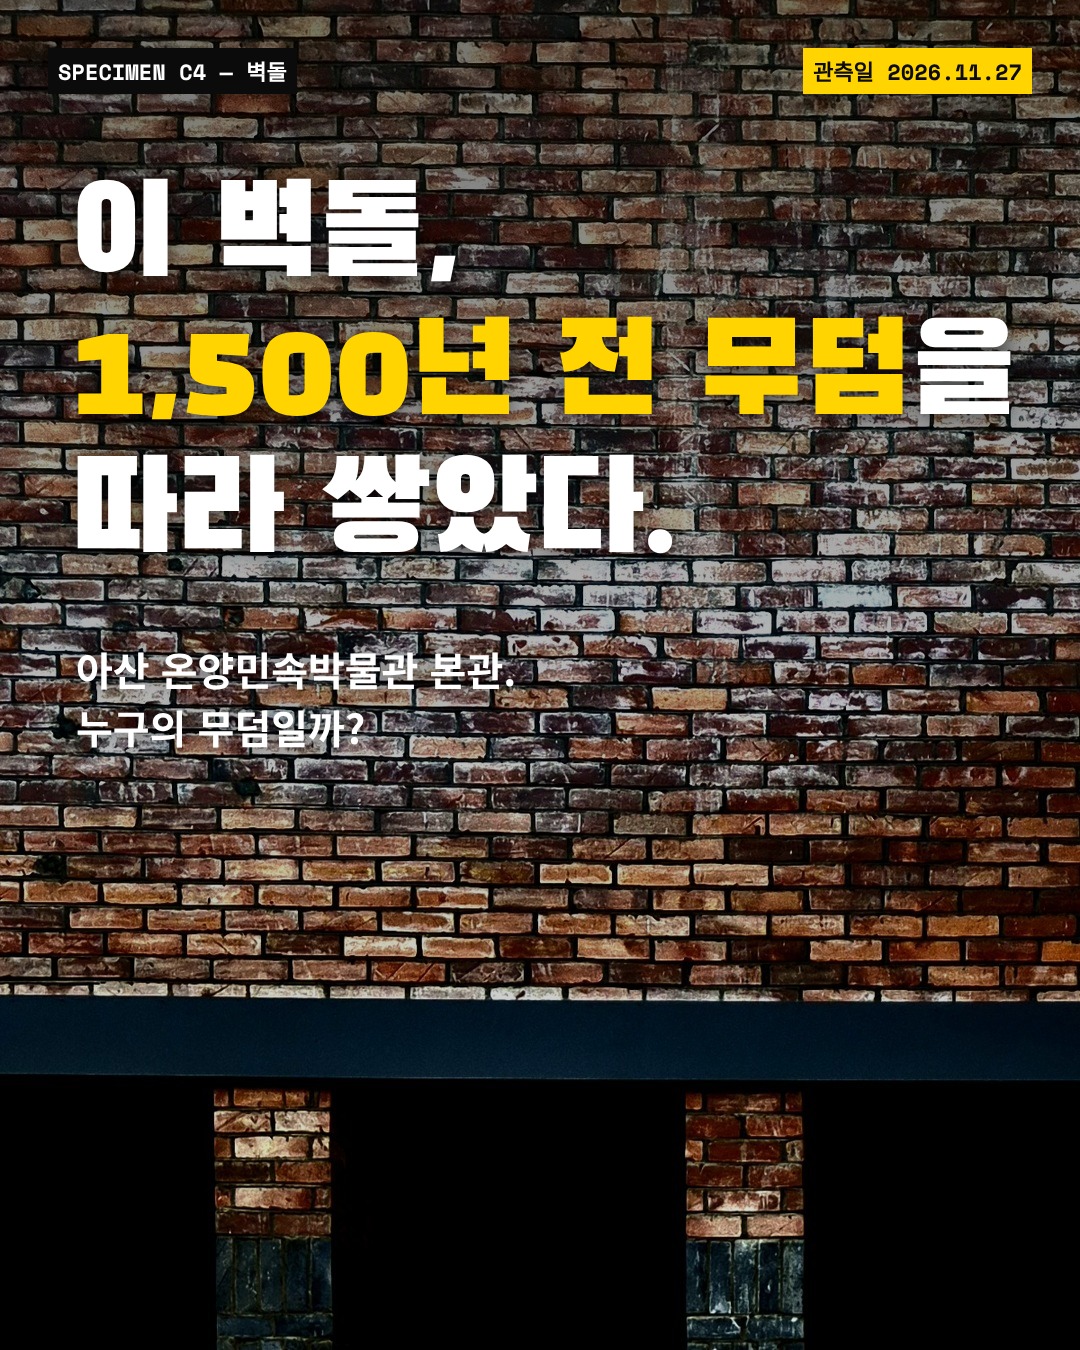 SPECIMEN C4 — 벽돌
관측일 2026.11.27
이 벽돌,
1,500년 전 무덤을
따라 쌓았다.
아산 온양민속박물관 본관.
누구의 무덤일까?